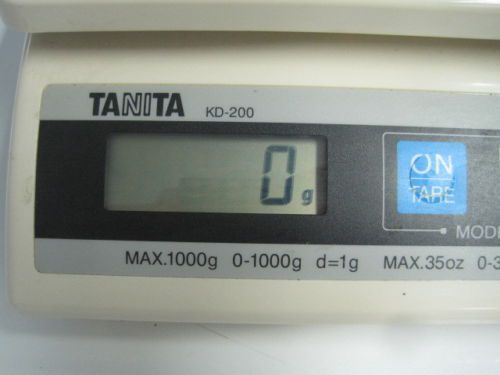 TANITA KD-200
0g
ON
TARE
MAX.1000g 0-1000g d=1g MAX.35oz